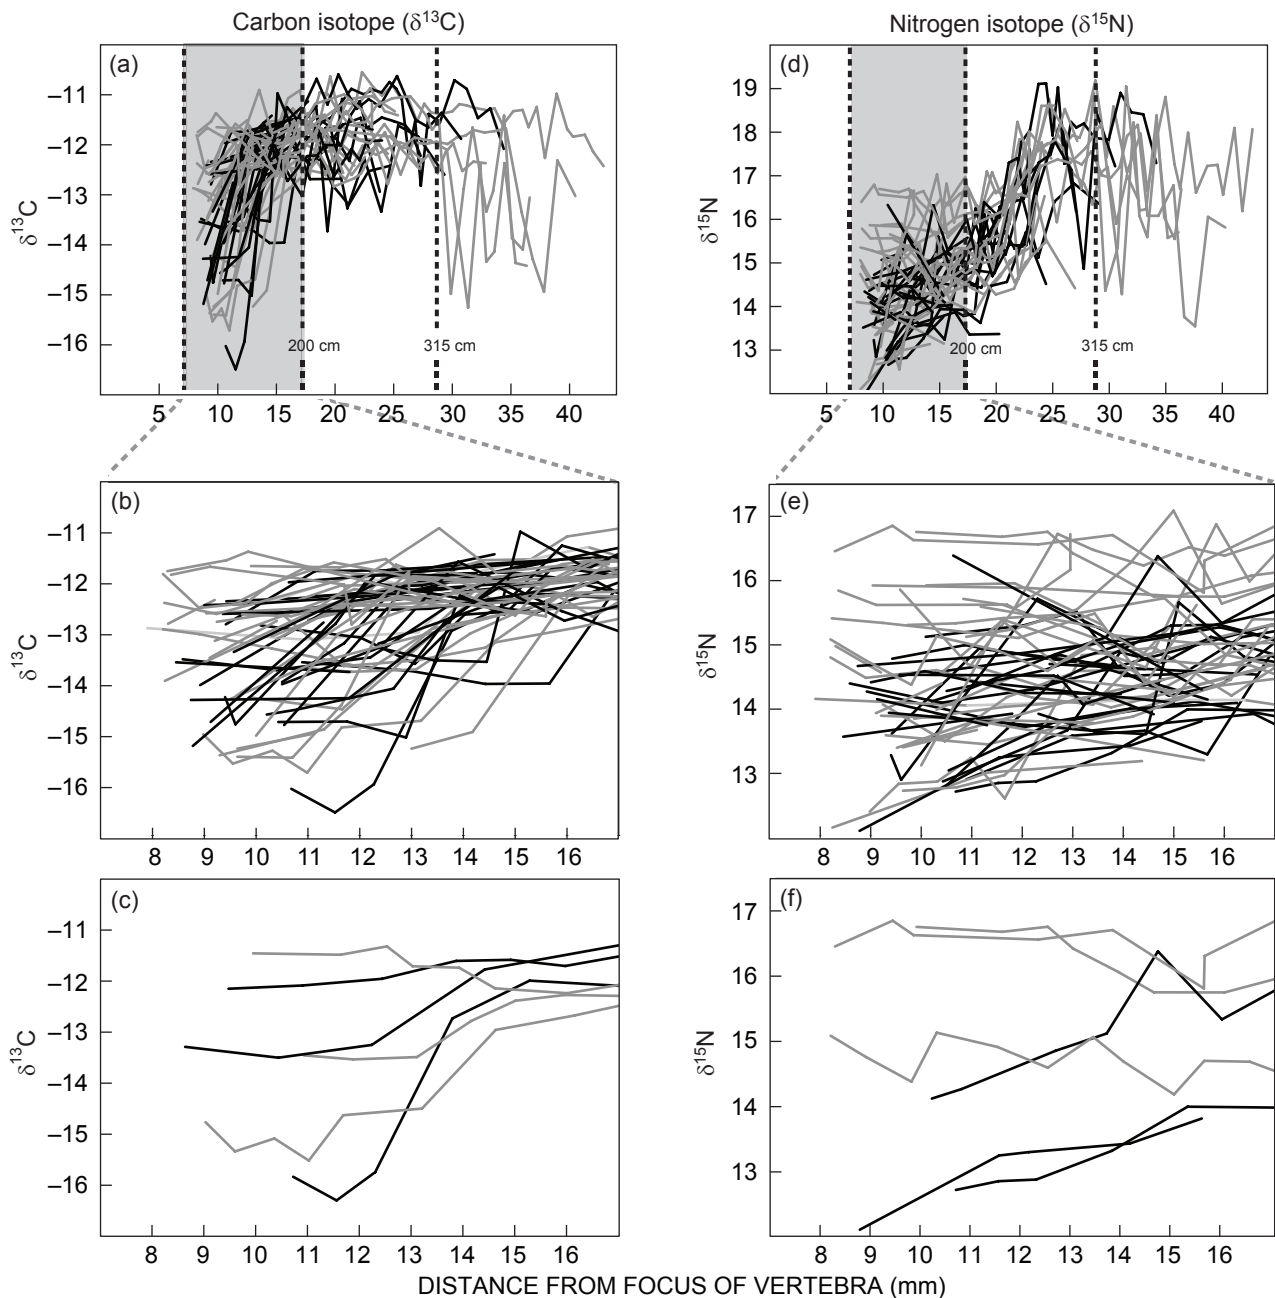 Carbon isotope (δ¹³C)
Nitrogen isotope (δ¹⁵N)
(a)
–11
–12
–13
–14
–15
–16
δ¹³C
200 cm
315 cm
5 10 15 20 25 30 35 40
(d)
19
18
17
16
15
14
13
δ¹⁵N
200 cm
315 cm
5 10 15 20 25 30 35 40
(b)
–11
–12
–13
–14
–15
–16
δ¹³C
8 9 10 11 12 13 14 15 16
(e)
17
16
15
14
13
δ¹⁵N
8 9 10 11 12 13 14 15 16
(c)
–11
–12
–13
–14
–15
–16
δ¹³C
8 9 10 11 12 13 14 15 16
(f)
17
16
15
14
13
δ¹⁵N
8 9 10 11 12 13 14 15 16
DISTANCE FROM FOCUS OF VERTEBRA (mm)